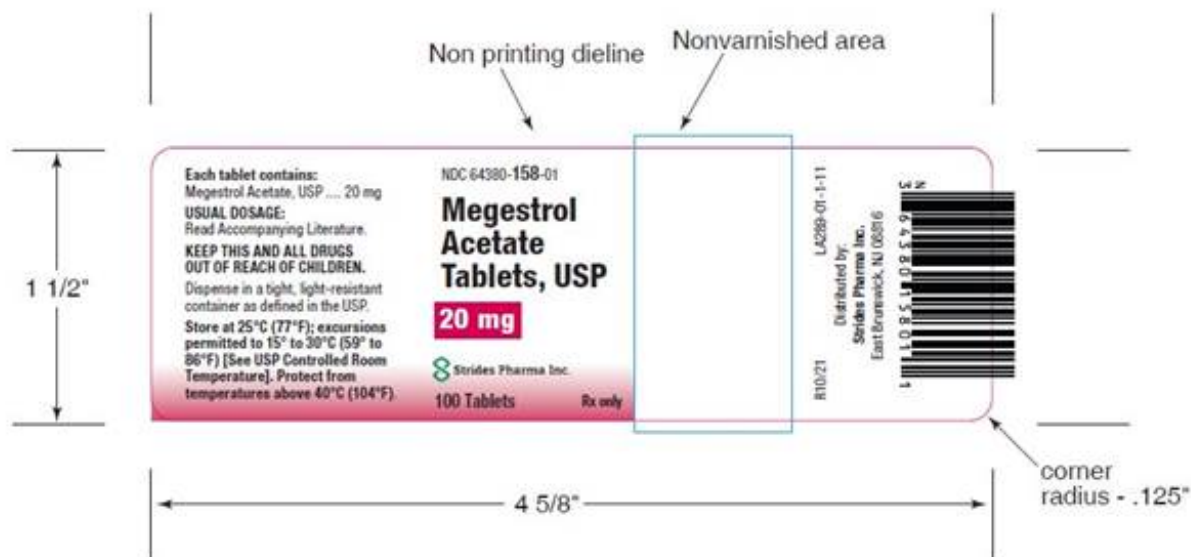 Non printing dieline
Nonvarnished area
1 1/2"
Each tablet contains:
Megestrol Acetate, USP .... 20 mg
USUAL DOSAGE:
Read Accompanying Literature.
KEEP THIS AND ALL DRUGS
OUT OF REACH OF CHILDREN.
Dispense in a tight, light-resistant
container as defined in the USP.
Store at 25°C (77°F); excursions
permitted to 15° to 30°C (59° to
86°F) [See USP Controlled Room
Temperature]. Protect from
temperatures above 40°C (104°F).
NDC 64380-158-01
Megestrol
Acetate
Tablets, USP
20 mg
Strides Pharma Inc.
100 Tablets Rx only
R10/21 LA289-01-1-11
Distributed by:
Strides Pharma Inc.
East Brunswick, NJ 08816
N
3 64380 15801 1
corner
radius - .125"
4 5/8"